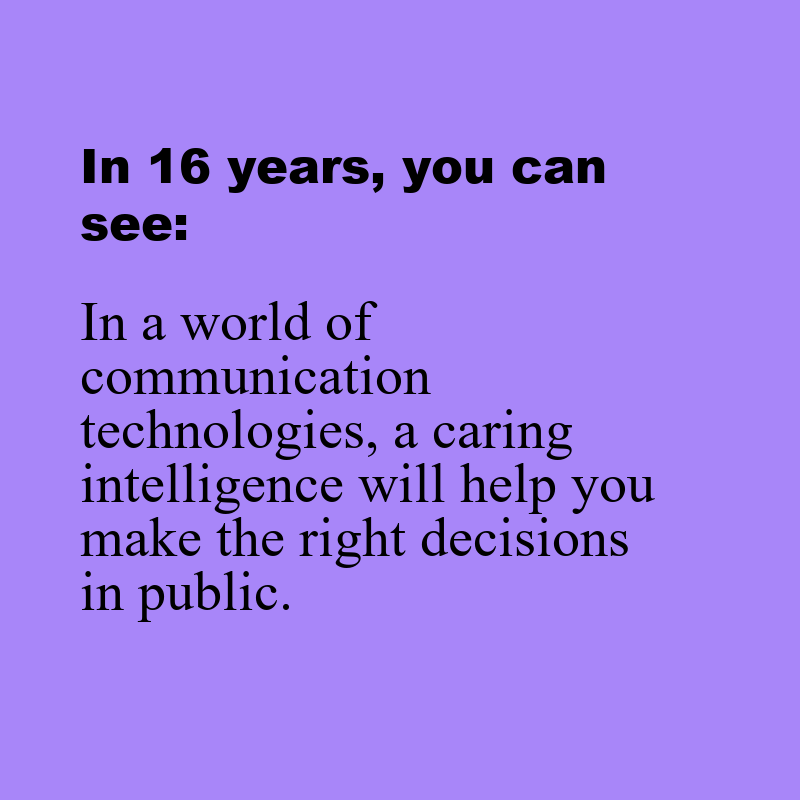 In 16 years, you can
see:
In a world of
communication
technologies, a caring
intelligence will help you
make the right decisions
in public.